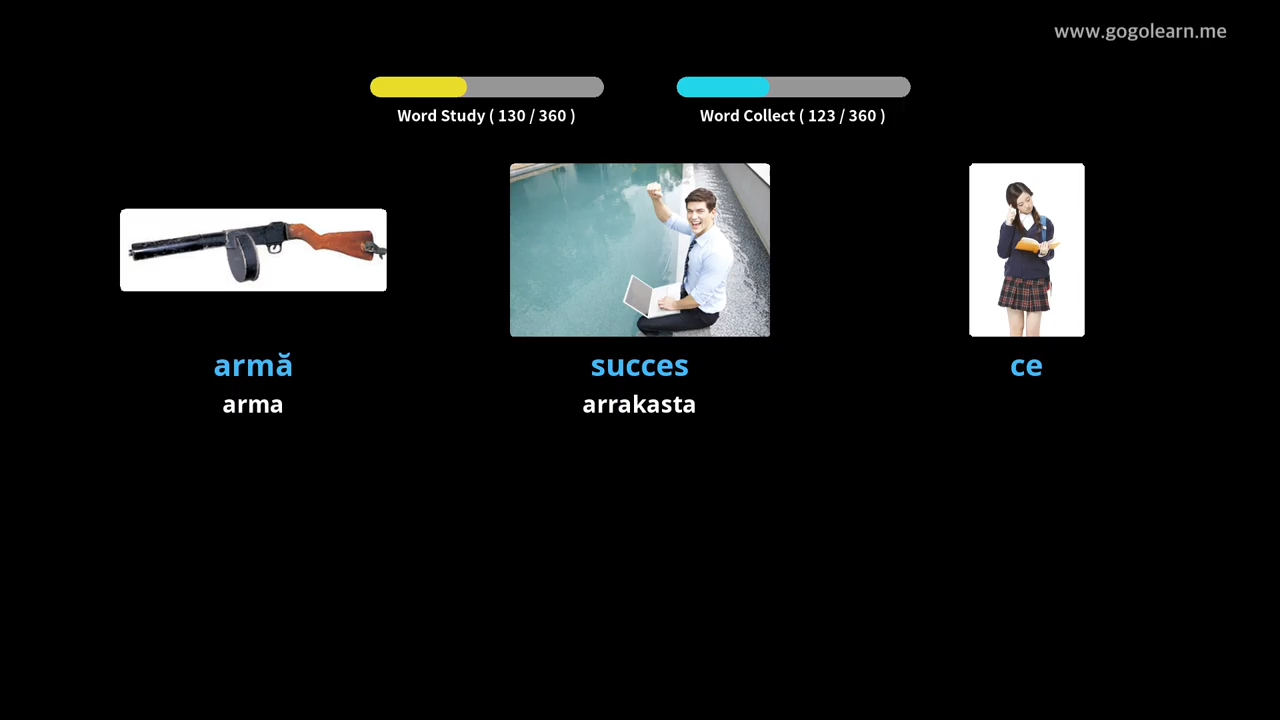 www.gogolearn.me
Word Study ( 130 / 360 )
Word Collect ( 123 / 360 )
armă
succes
ce
arma
arrakasta